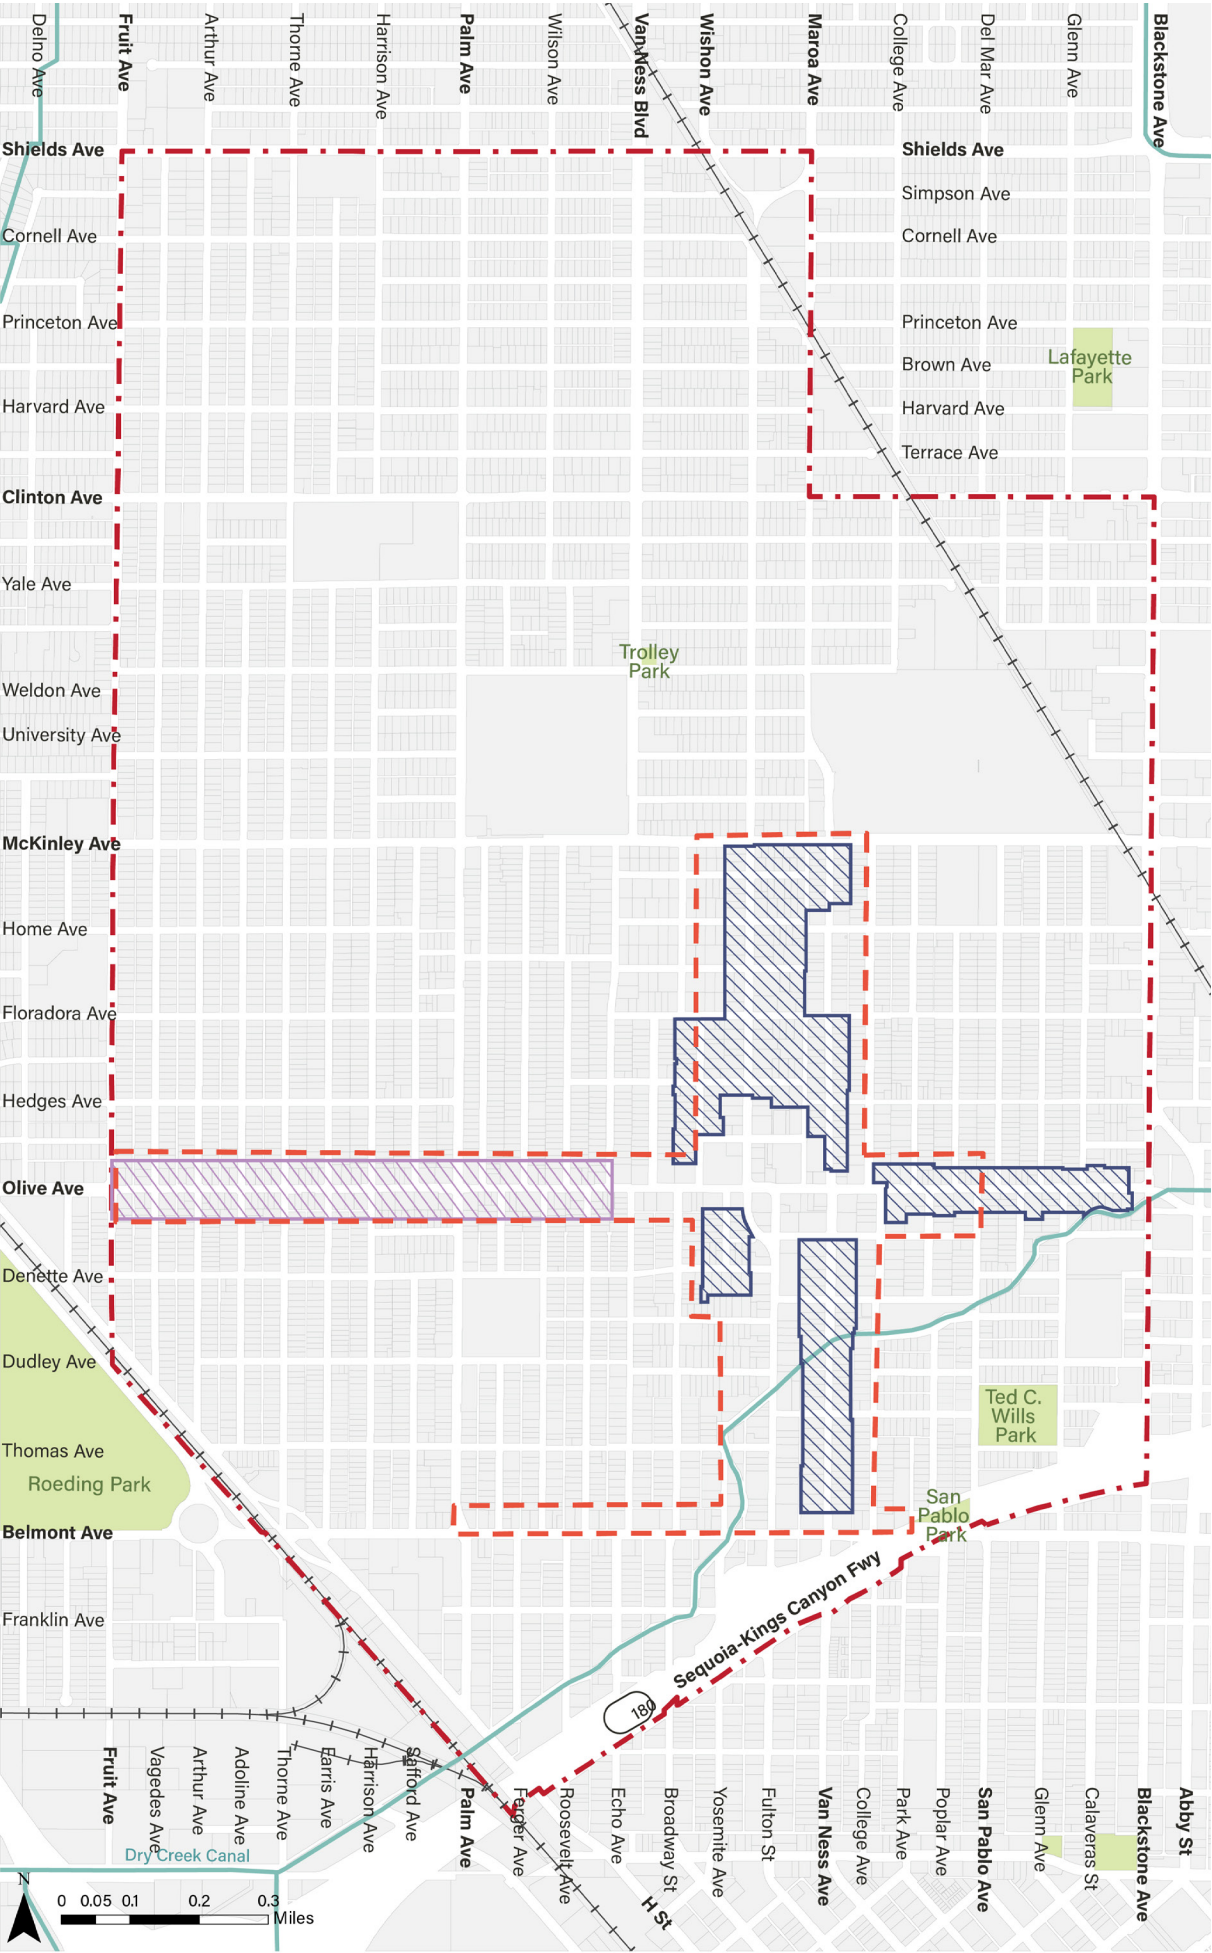 Delno Ave
Fruit Ave
Arthur Ave
Thorne Ave
Harrison Ave
Palm Ave
Wilson Ave
Van Ness Blvd
Wishon Ave
Maroa Ave
College Ave
Del Mar Ave
Glenn Ave
Blackstone Ave
Shields Ave
Shields Ave
Simpson Ave
Cornell Ave
Cornell Ave
Princeton Ave
Princeton Ave
Lafayette
Park
Brown Ave
Harvard Ave
Harvard Ave
Terrace Ave
Clinton Ave
Yale Ave
Trolley
Park
Weldon Ave
University Ave
McKinley Ave
Home Ave
Floradora Ave
Hedges Ave
Olive Ave
Denette Ave
Dudley Ave
Ted C.
Wills
Park
Thomas Ave
Roeding Park
San
Pablo
Park
Belmont Ave
Sequoia-Kings Canyon Fwy
180
Franklin Ave
Fruit Ave
Vagedes Ave
Arthur Ave
Adoline Ave
Thorne Ave
Farris Ave
Harrison Ave
Safford Ave
Palm Ave
Ferger Ave
Roosevelt Ave
Echo Ave
Broadway St
Yosemite Ave
Fulton St
Van Ness Ave
College Ave
Park Ave
Poplar Ave
San Pablo Ave
Glenn Ave
Calaveras St
Blackstone Ave
Abby St
H St
Dry Creek Canal
N
0 0.05 0.1 0.2 0.3
Miles